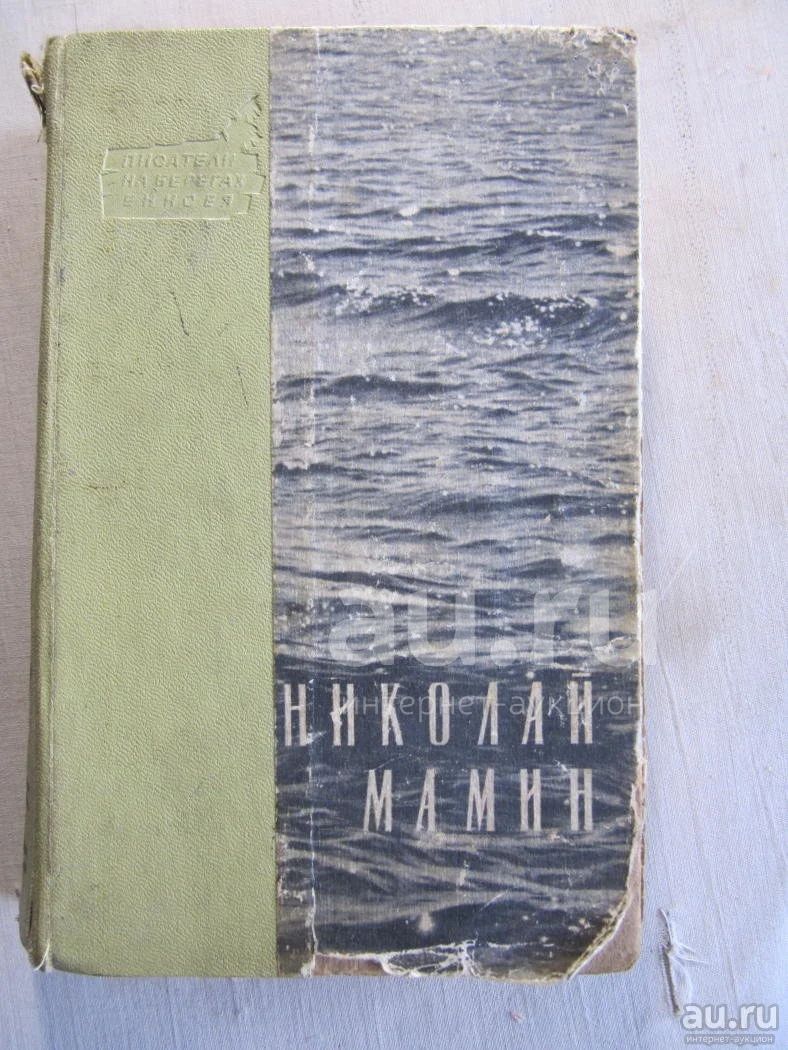 ПИСАТЕЛИ
НА БЕРЕГАХ
ЕНИСЕЯ
au.ru
интернет-аукцион
НИКОЛАЙ
МАМИН
au.ru
интернет-аукцион